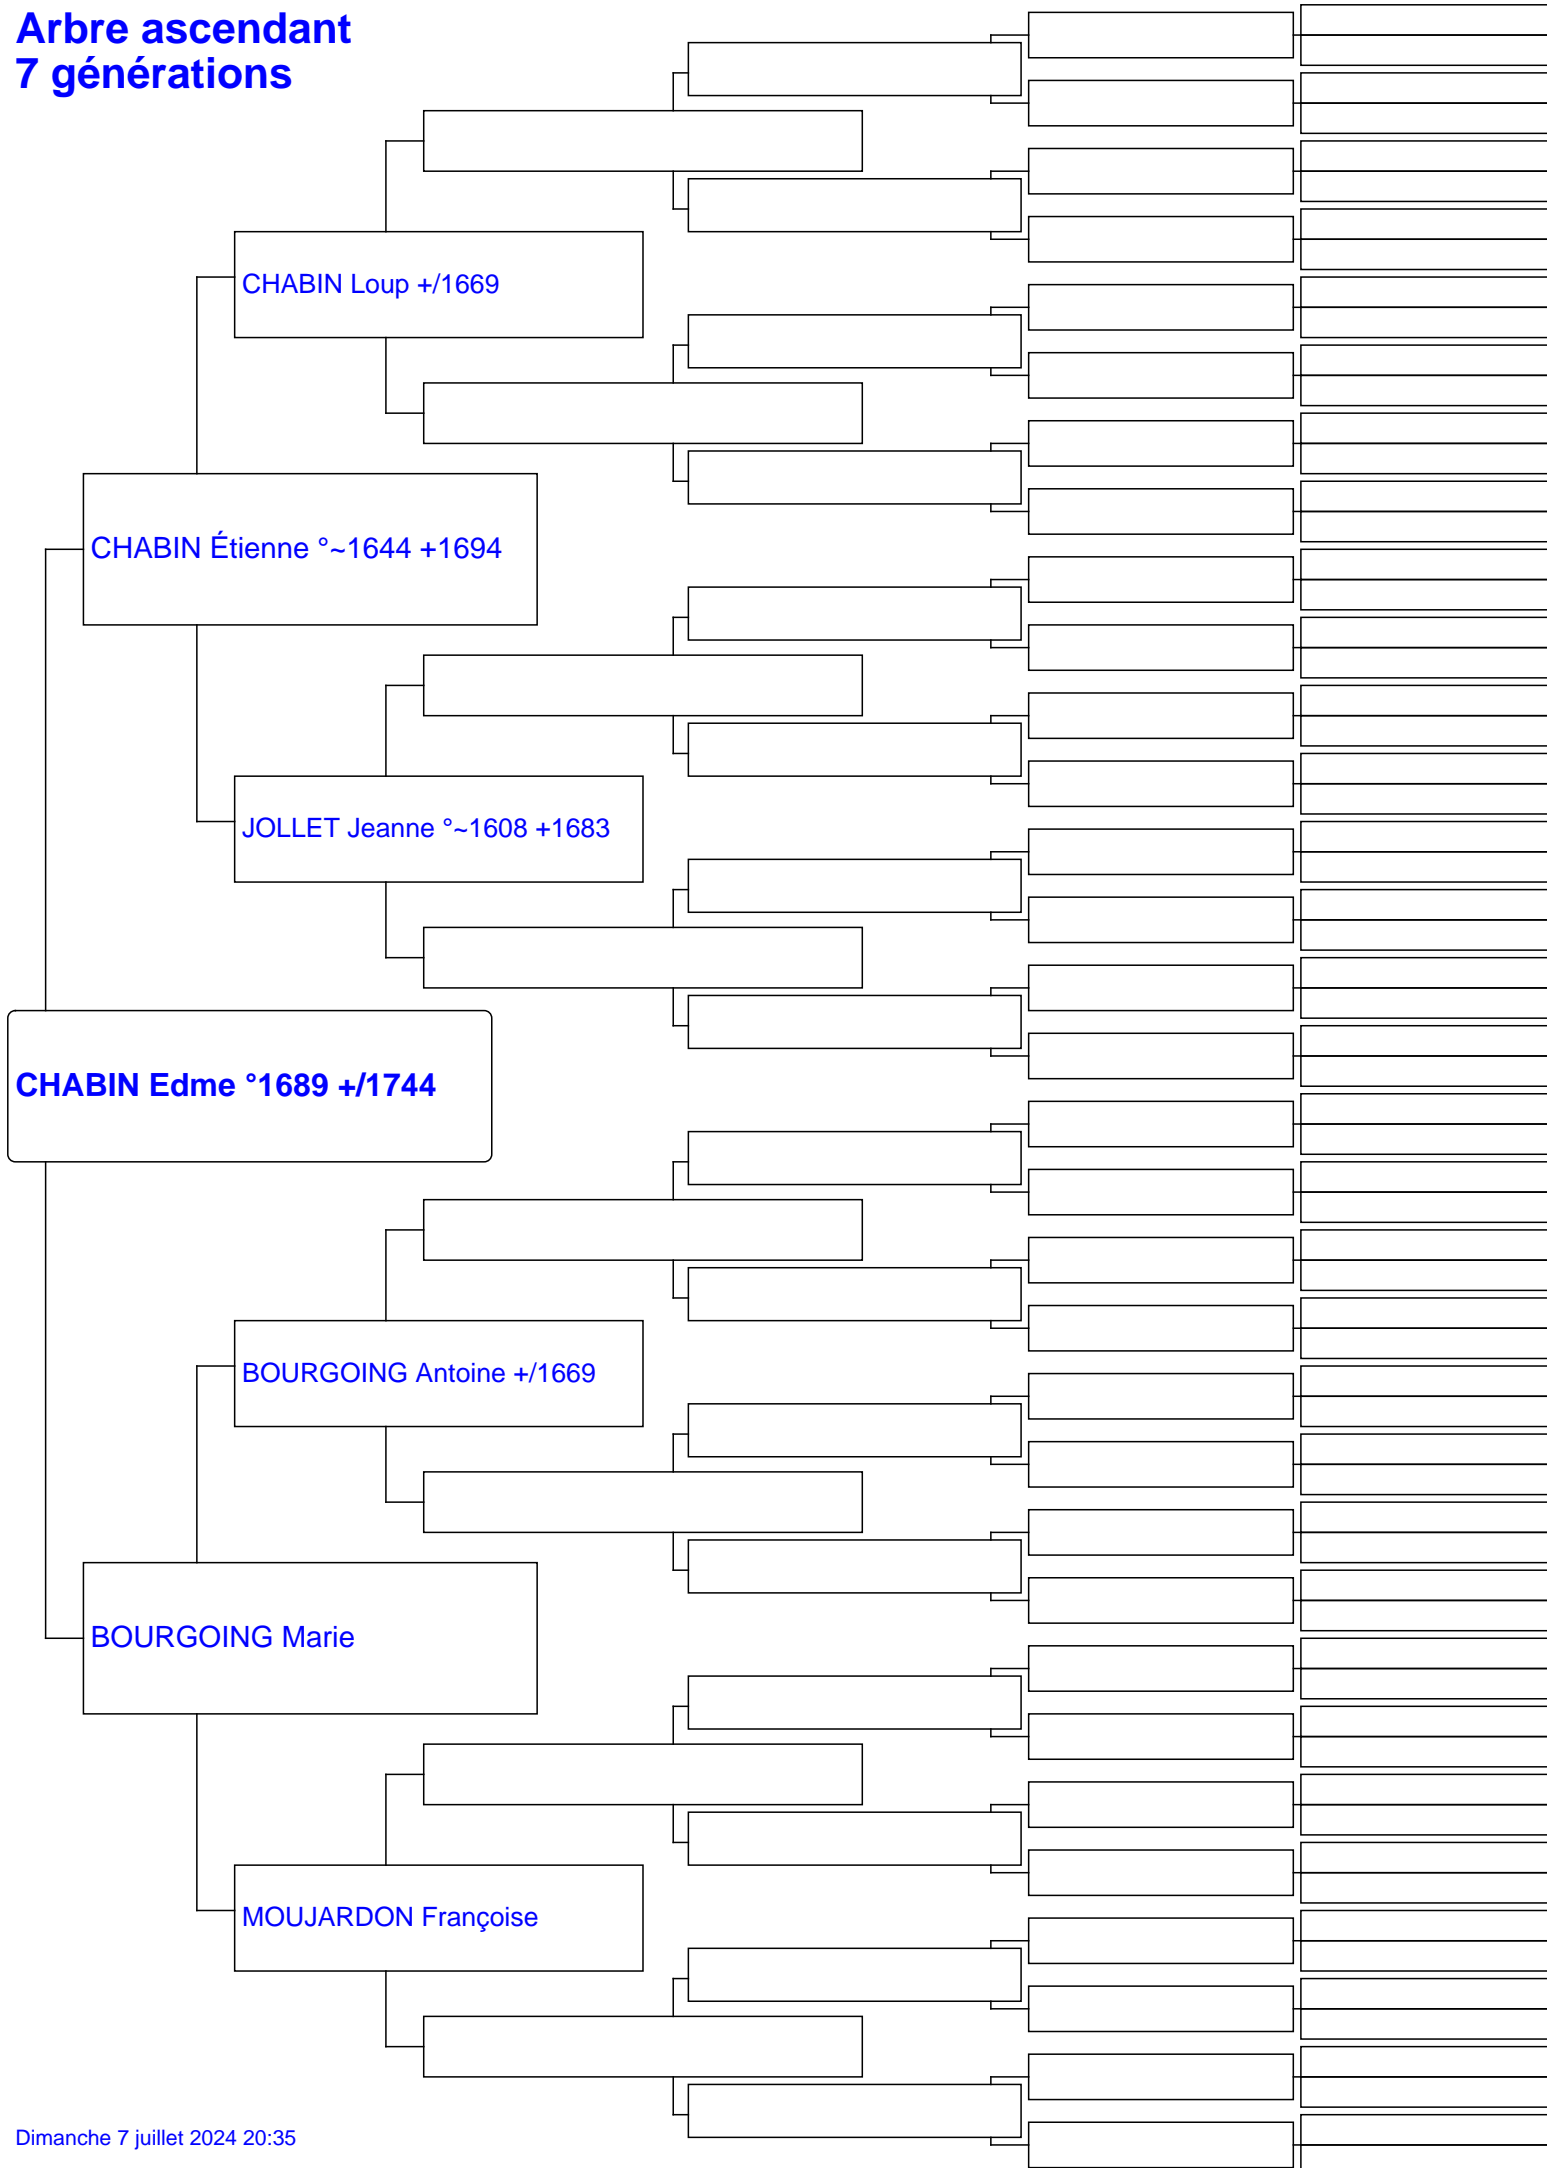 Arbre ascendant
7 générations
CHABIN Loup +/1669
CHABIN Étienne °~1644 +1694
JOLLET Jeanne °~1608 +1683
CHABIN Edme °1689 +/1744
BOURGOING Antoine +/1669
BOURGOING Marie
MOUJARDON Françoise
Dimanche 7 juillet 2024 20:35